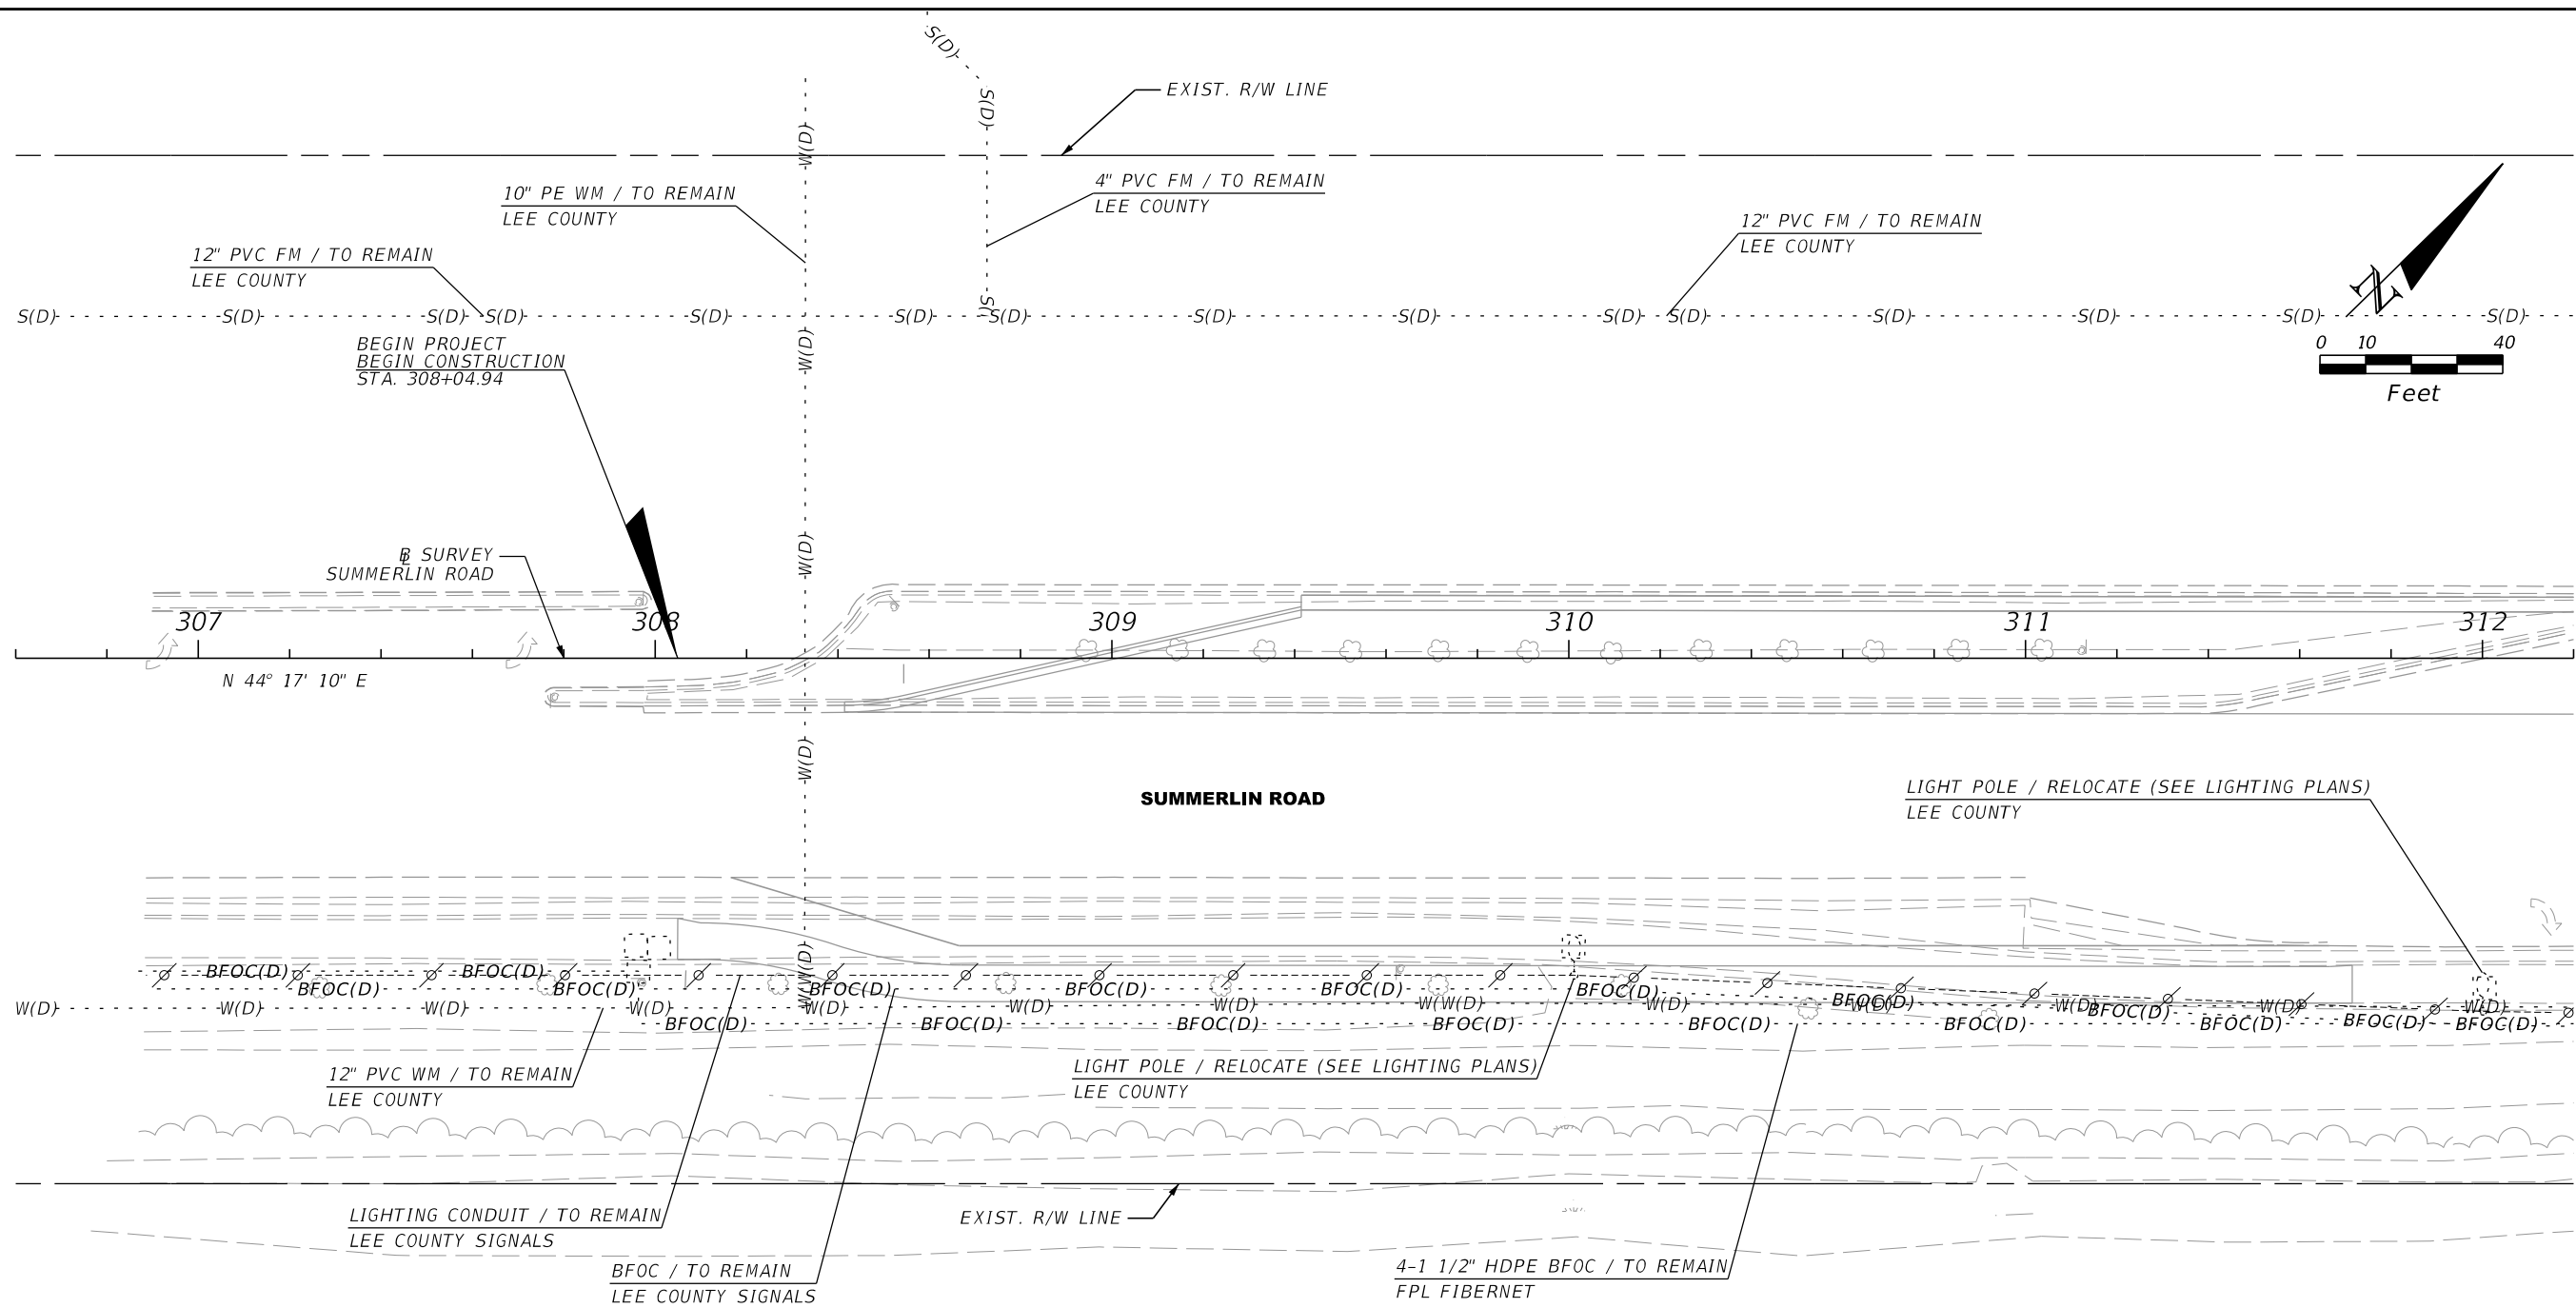 S(D)
EXIST. R/W LINE
S(D)
W(D)
10" PE WM / TO REMAIN
LEE COUNTY
4" PVC FM / TO REMAIN
LEE COUNTY
12" PVC FM / TO REMAIN
LEE COUNTY
12" PVC FM / TO REMAIN
LEE COUNTY
N
S(D)
S(D) S(D) S(D) S(D) S(D) S(D) S(D) S(D) S(D) S(D) S(D) S(D) S(D) S(D) S(D)
0 10 40
Feet
BEGIN PROJECT
BEGIN CONSTRUCTION
STA. 308+04.94
W(D)
W(D)
BL SURVEY
SUMMERLIN ROAD
307 308 309 310 311 312
N 44° 17' 10" E
W(D)
SUMMERLIN ROAD
LIGHT POLE / RELOCATE (SEE LIGHTING PLANS)
LEE COUNTY
W(D)
BFOC(D) BFOC(D)
BFOC(D) BFOC(D) BFOC(D) BFOC(D) BFOC(D) BFOC(D) BFOC(D) BFOC(D) BFOC(D)
W(D) W(D) W(D) W(D) W(D) W(D) W(D) W(W(D) W(D) W(D) W(D) W(D) W(D)
BFOC(D) BFOC(D) BFOC(D) BFOC(D) BFOC(D) BFOC(D) BFOC(D) BFOC(D)
12" PVC WM / TO REMAIN
LEE COUNTY
LIGHT POLE / RELOCATE (SEE LIGHTING PLANS)
LEE COUNTY
LIGHTING CONDUIT / TO REMAIN
LEE COUNTY SIGNALS
EXIST. R/W LINE
BFOC / TO REMAIN
LEE COUNTY SIGNALS
4-1 1/2" HDPE BFOC / TO REMAIN
FPL FIBERNET